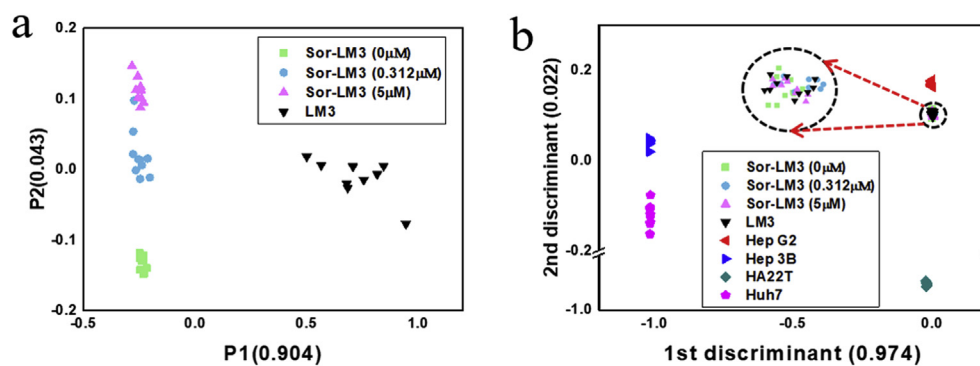 a
0.2
0.1
0.0
-0.1
-0.2
P2(0.043)
-0.5
0.0
0.5
1.0
P1(0.904)
Sor-LM3 (0μM)
Sor-LM3 (0.312μM)
Sor-LM3 (5μM)
LM3
b
0.2
0.0
-0.2
-1.0
2nd discriminant (0.022)
-1.0
-0.5
0.0
1st discriminant (0.974)
Sor-LM3 (0μM)
Sor-LM3 (0.312μM)
Sor-LM3 (5μM)
LM3
Hep G2
Hep 3B
HA22T
Huh7